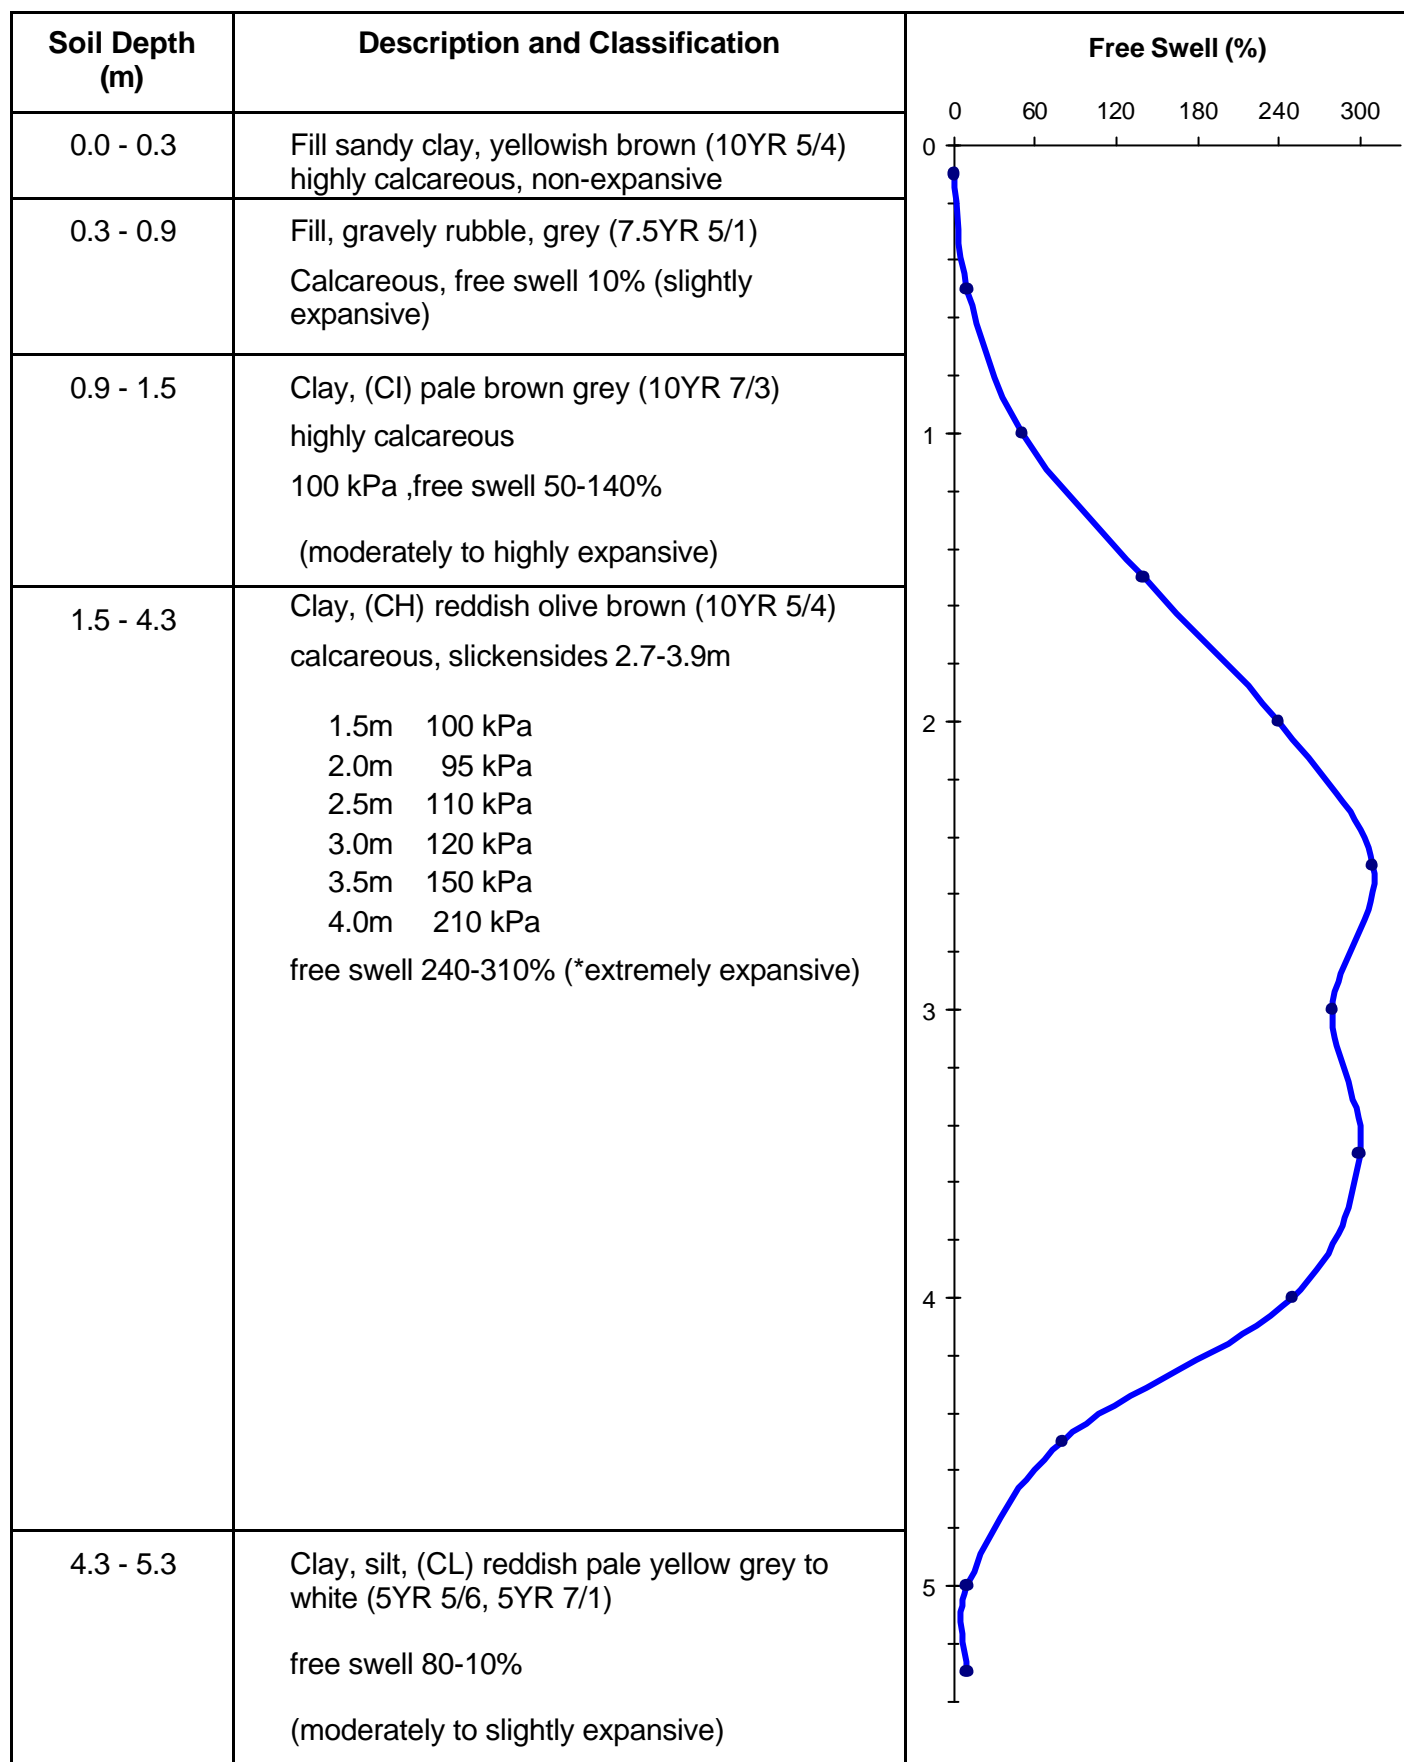 Soil Depth
(m)
Description and Classification
Free Swell (%)
0 60 120 180 240 300
0.0 - 0.3
Fill sandy clay, yellowish brown (10YR 5/4)
highly calcareous, non-expansive
0.3 - 0.9
Fill, gravely rubble, grey (7.5YR 5/1)
Calcareous, free swell 10% (slightly
expansive)
0.9 - 1.5
Clay, (CI) pale brown grey (10YR 7/3)
highly calcareous
100 kPa ,free swell 50-140%
(moderately to highly expansive)
1.5 - 4.3
Clay, (CH) reddish olive brown (10YR 5/4)
calcareous, slickensides 2.7-3.9m
1.5m 100 kPa
2.0m 95 kPa
2.5m 110 kPa
3.0m 120 kPa
3.5m 150 kPa
4.0m 210 kPa
free swell 240-310% (*extremely expansive)
4.3 - 5.3
Clay, silt, (CL) reddish pale yellow grey to
white (5YR 5/6, 5YR 7/1)
free swell 80-10%
(moderately to slightly expansive)
0
1
2
3
4
5